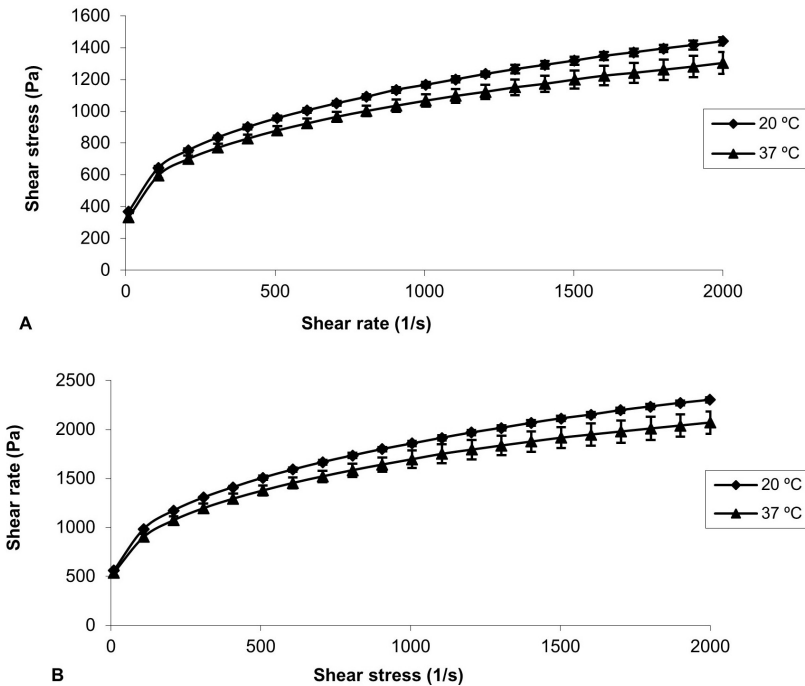 1600
1400
1200
1000
800
600
400
200
0
Shear stress (Pa)
0 500 1000 1500 2000
Shear rate (1/s)
A
20 ºC
37 ºC
2500
2000
1500
1000
500
0
Shear rate (Pa)
0 500 1000 1500 2000
Shear stress (1/s)
B
20 ºC
37 ºC